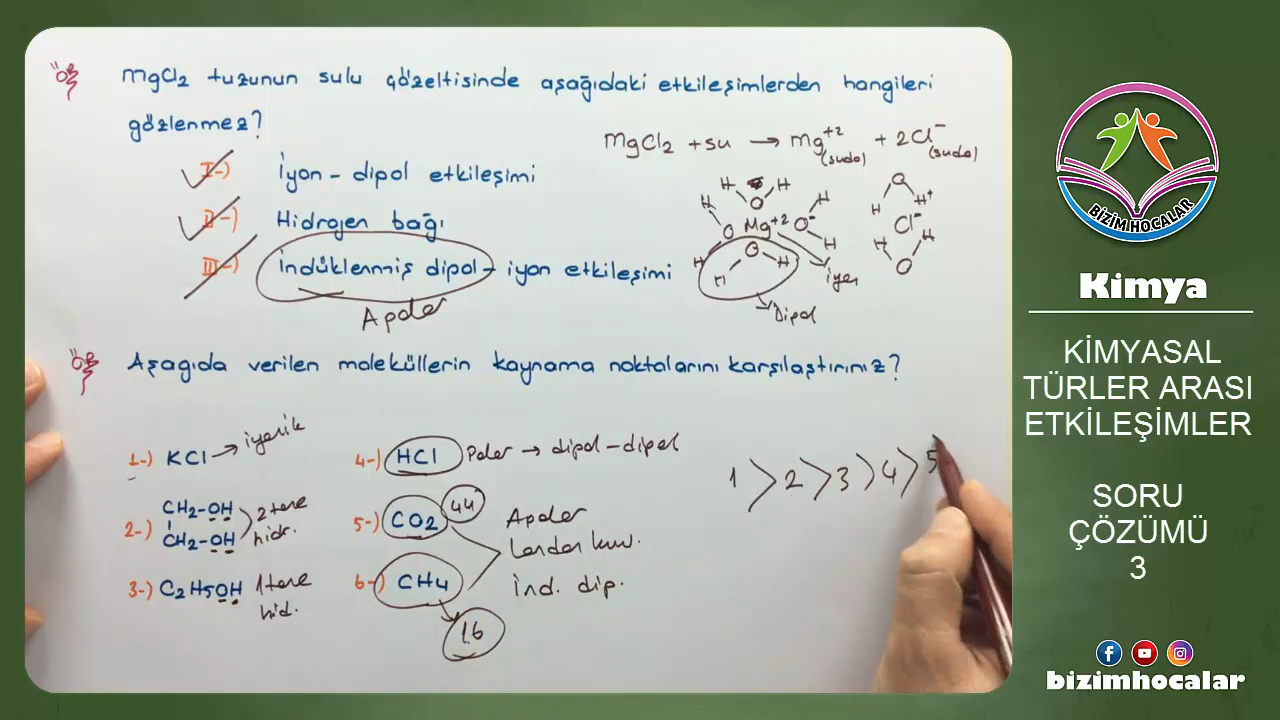 ÖR MgCl2 tuzunun sulu çözeltisinde aşağıdaki etkileşimlerden hangileri
gözlenmez?
MgCl2 + su → Mg+2 (suda) + 2Cl- (suda)
I-) İyon - dipol etkileşimi
II-) Hidrojen bağı
III-) İndüklenmiş dipol - iyon etkileşimi
Apolar
H H
H O H
O Mg+2 O-
H H
O
H H
iyon
Dipol
O
H H+
Cl-
H H
O
ÖR Aşağıda verilen moleküllerin kaynama noktalarını karşılaştırınız?
1-) KCl → iyonik
2-) CH2-OH
CH2-OH
2 tane
hidr.
3-) C2H5OH 1 tane
hid.
4-) HCl Polar → dipol-dipol
5-) CO2 44
6-) CH4
16
Apolar
London kuv.
İnd. dip.
1 > 2 > 3 > 4 > 5
BİZİM HOCALAR
Kimya
KİMYASAL
TÜRLER ARASI
ETKİLEŞİMLER
SORU
ÇÖZÜMÜ
3
bizimhocalar